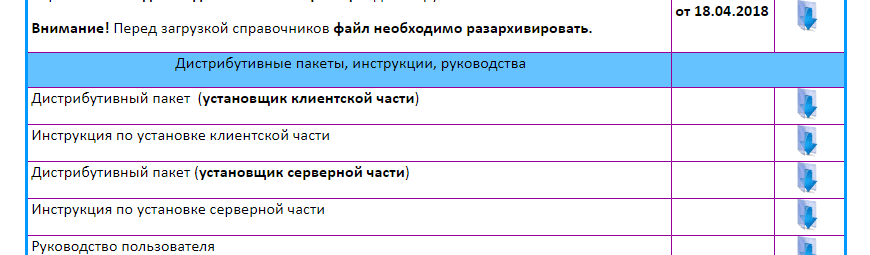 от 18.04.2018
Внимание! Перед загрузкой справочников файл необходимо разархивировать.
Дистрибутивные пакеты, инструкции, руководства
Дистрибутивный пакет (установщик клиентской части)
Инструкция по установке клиентской части
Дистрибутивный пакет (установщик серверной части)
Инструкция по установке серверной части
Руководство пользователя